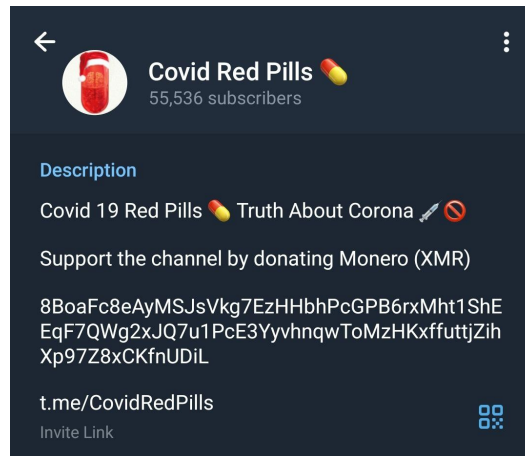 Covid Red Pills 💊
55,536 subscribers
Description
Covid 19 Red Pills 💊 Truth About Corona 💉🚫
Support the channel by donating Monero (XMR)
8BoaFc8eAyMSJsVkg7EzHHbhPcGPB6rxMht1ShE
EqF7QWg2xJQ7u1PcE3YyvhnqwToMzHKxffuttjZih
Xp97Z8xCKfnUDiL
t.me/CovidRedPills
Invite Link